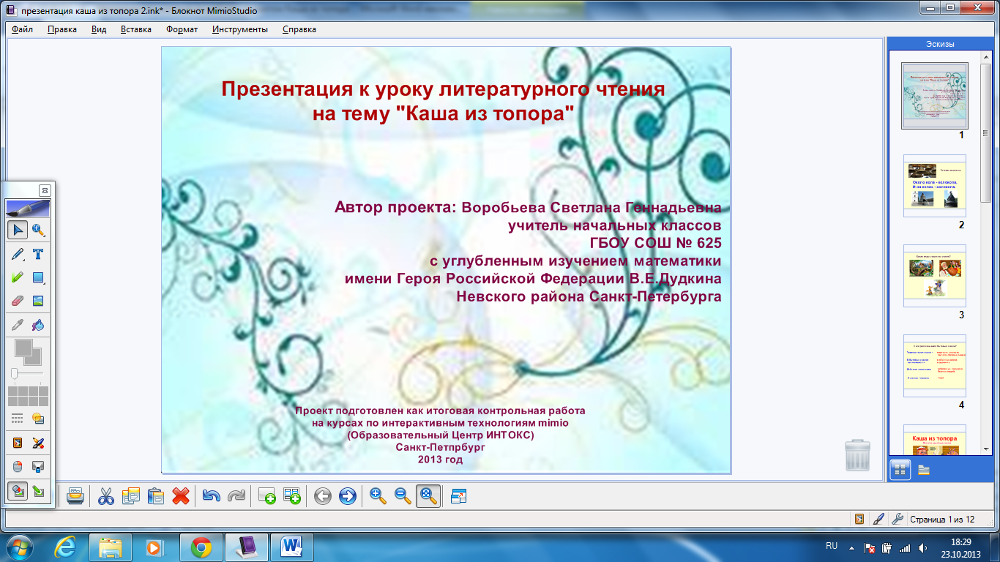 презентация каша из топора 2.ink* - Блокнот MimioStudio
Файл Правка Вид Вставка Формат Инструменты Справка
Презентация к уроку литературного чтения
на тему "Каша из топора"
Автор проекта: Воробьева Светлана Геннадьевна
учитель начальных классов
ГБОУ СОШ № 625
с углубленным изучением математики
имени Героя Российской Федерации В.Е.Дудкина
Невского района Санкт-Петербурга
Проект подготовлен как итоговая контрольная работа
на курсах по интерактивным технологиям mimio
(Образовательный Центр ИНТОКС)
Санкт-Петпрбург
2013 год
Эскизы
1
Около кола - колокола.
И на колах - колокола.
2
3
4
Каша из топора
Страница 1 из 12
RU
18:29
23.10.2013